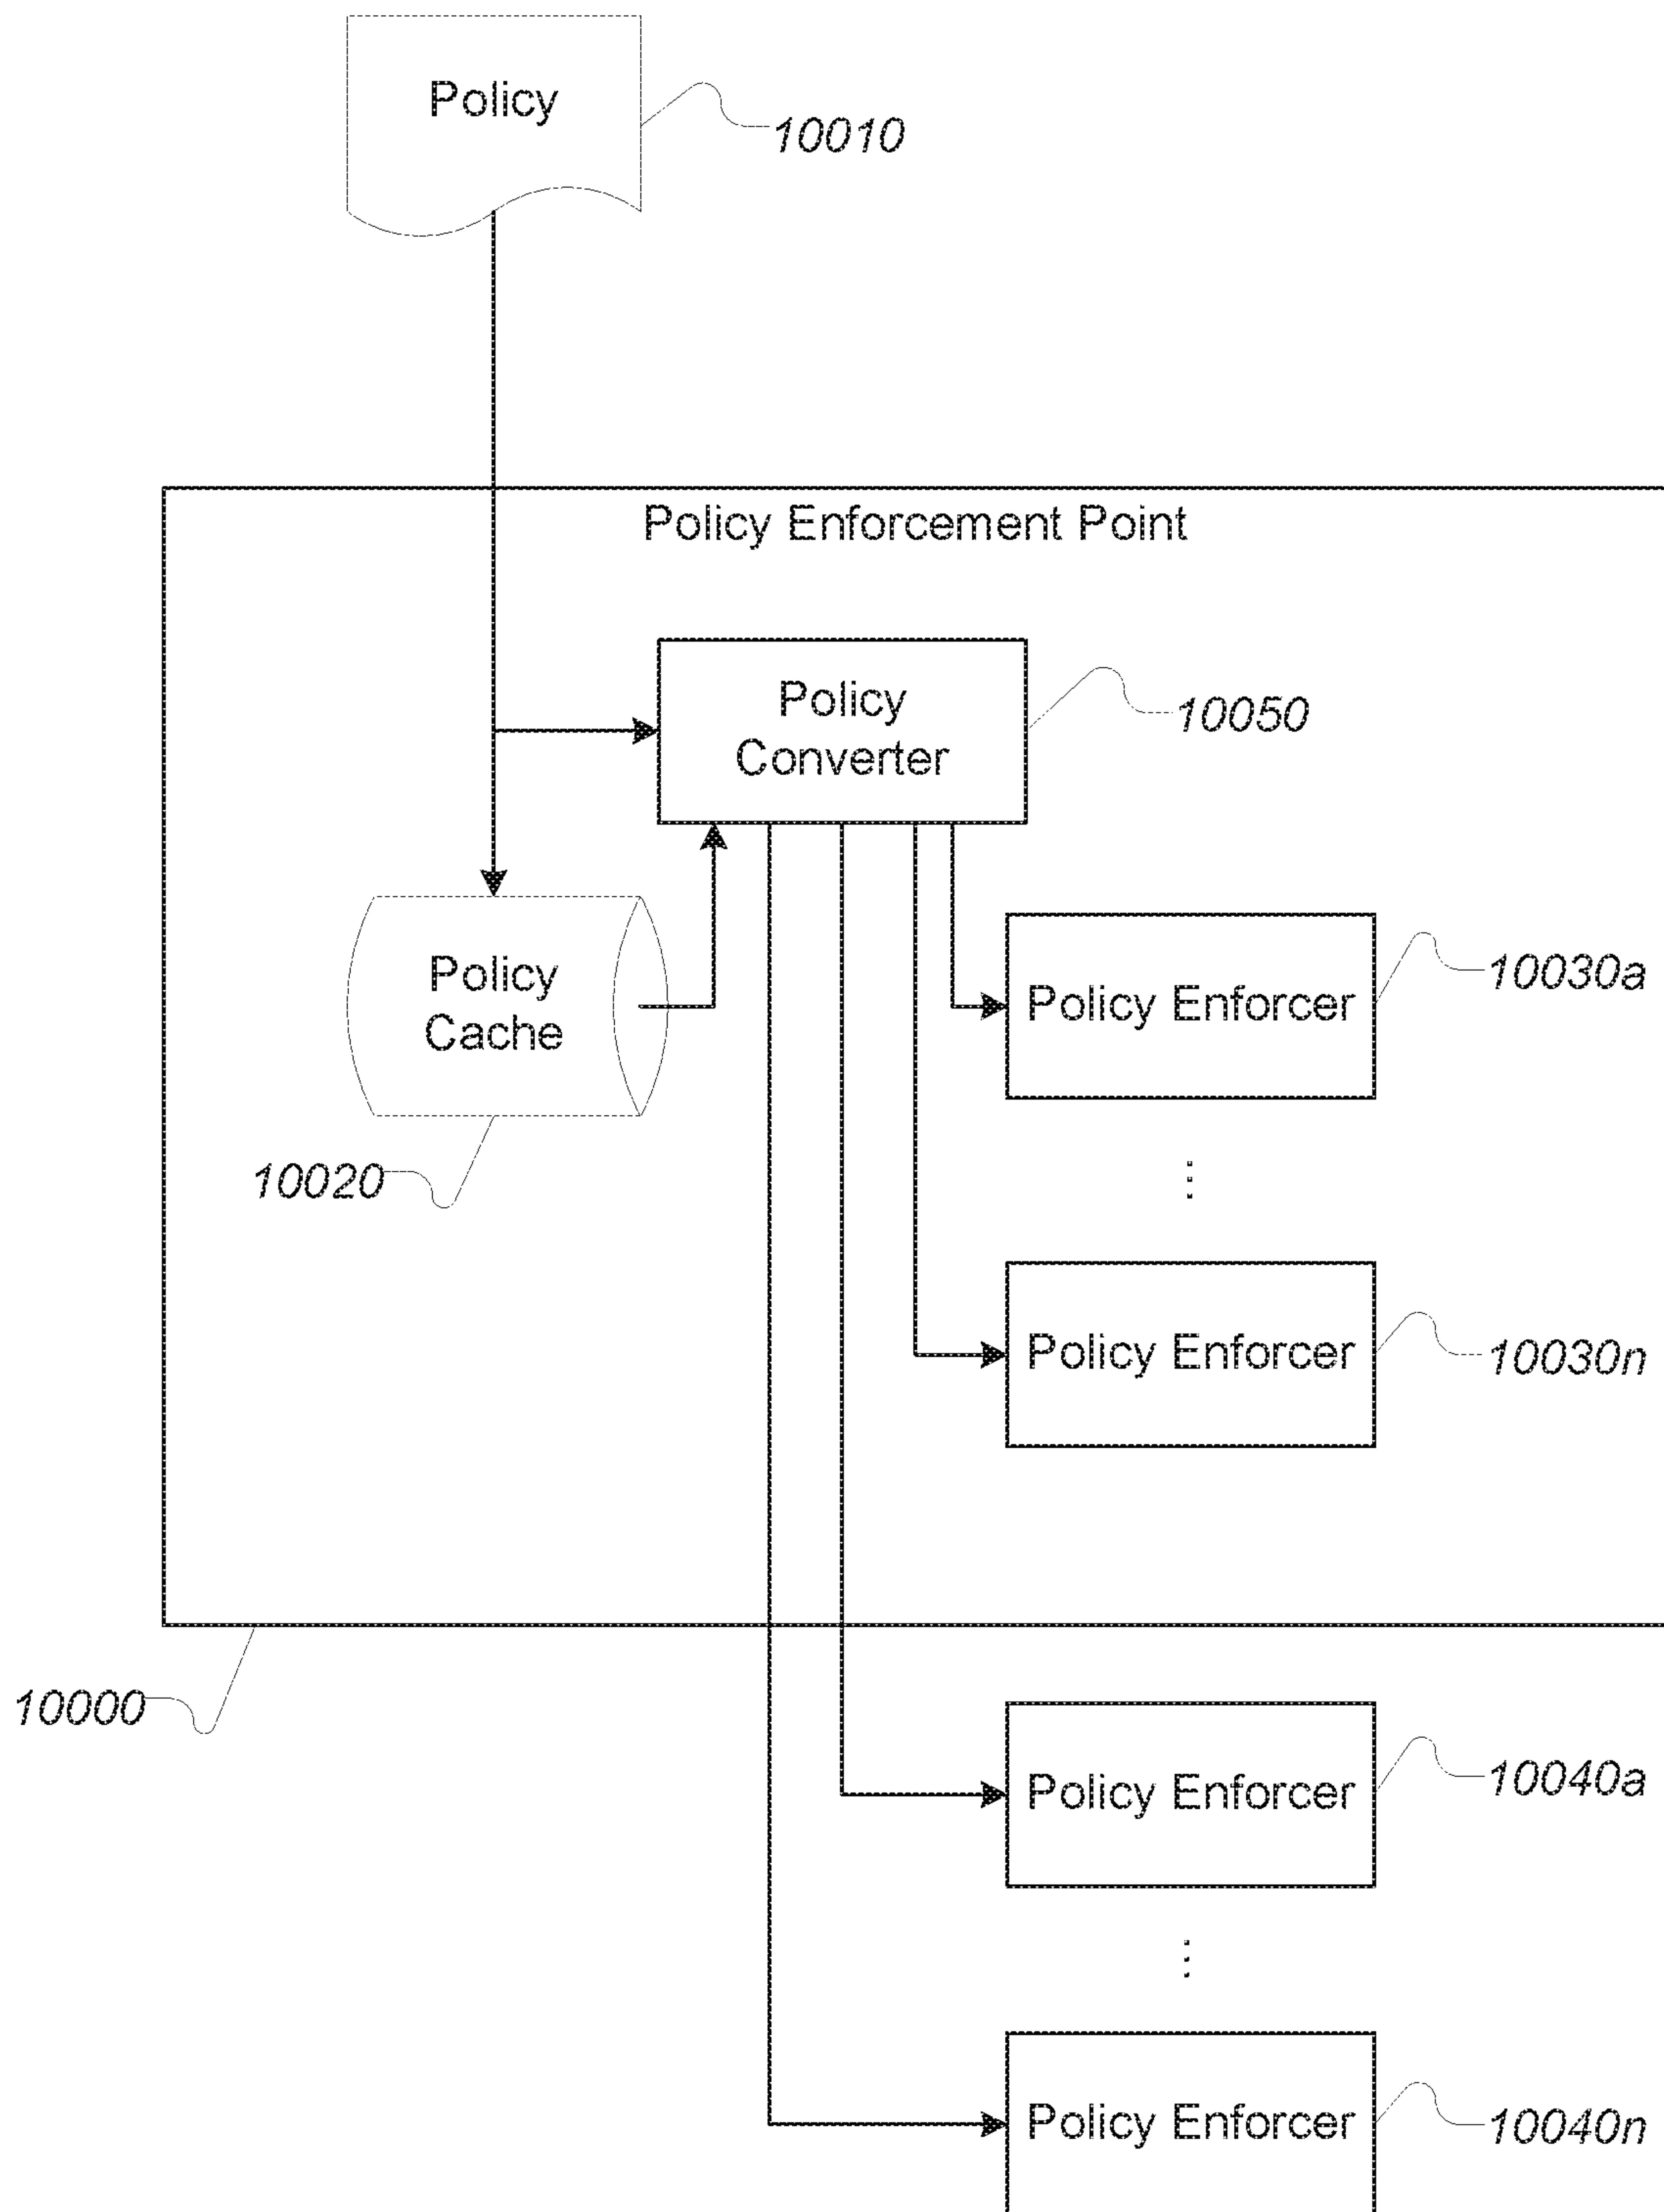 Policy
10010
Policy Enforcement Point
Policy
Converter
10050
Policy
Cache
10020
Policy Enforcer
10030a
⋮
Policy Enforcer
10030n
10000
Policy Enforcer
10040a
⋮
Policy Enforcer
10040n